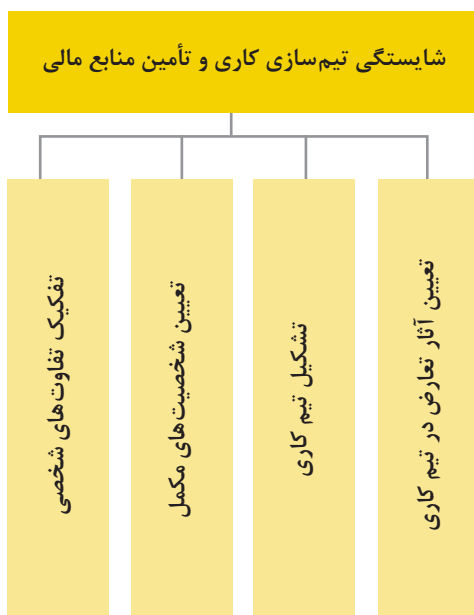 شایستگی تیم‌سازی کاری و تأمین منابع مالی
تعیین آثار تعارض در تیم کاری
تشکیل تیم کاری
تعیین شخصیت‌های مکمل
تفکیک تفاوت‌های شخصی